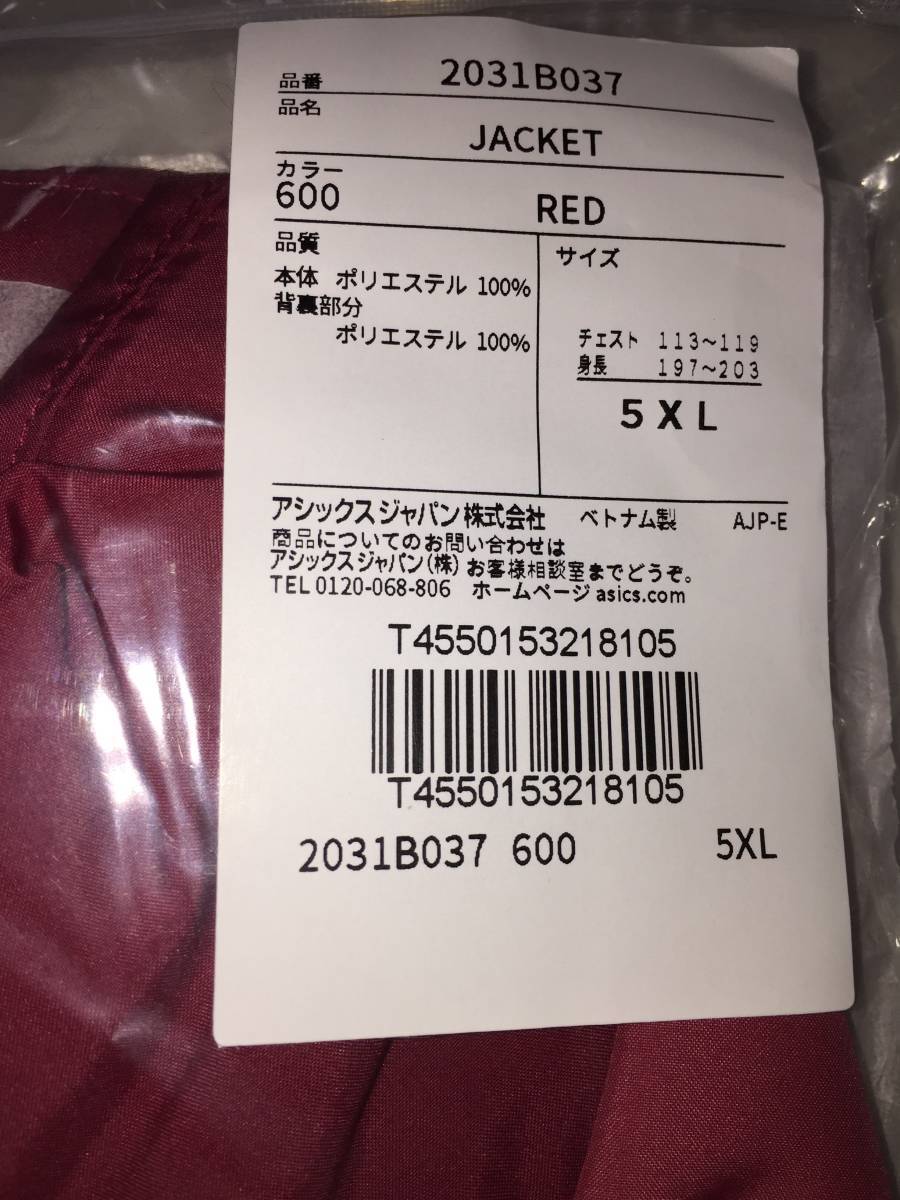 品番 2031B037
品名
JACKET
カラー
600 RED
品質
本体 ポリエステル 100%
背裏部分
ポリエステル 100%
サイズ
チェスト 113~119
身長 197~203
5XL
アシックスジャパン株式会社 ベトナム製 AJP-E
商品についてのお問い合わせは
アシックスジャパン(株)お客様相談室までどうぞ。
TEL 0120-068-806 ホームページ asics.com
T4550153218105
T4550153218105
2031B037 600 5XL